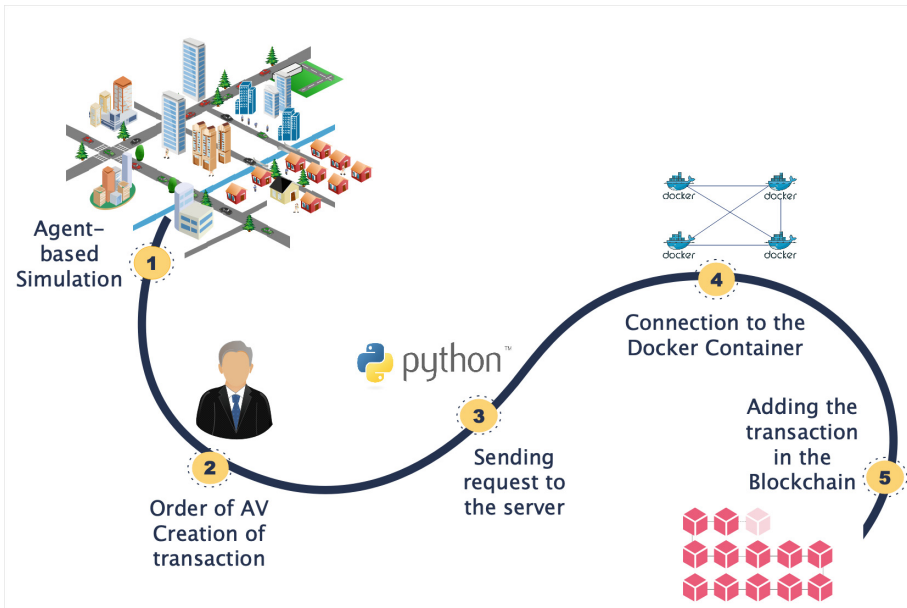 Agent-
based
Simulation
1
2
Order of AV
Creation of
transaction
python™
3
Sending
request to
the server
docker
docker
docker
docker
4
Connection to the
Docker Container
Adding the
transaction
in the
Blockchain
5